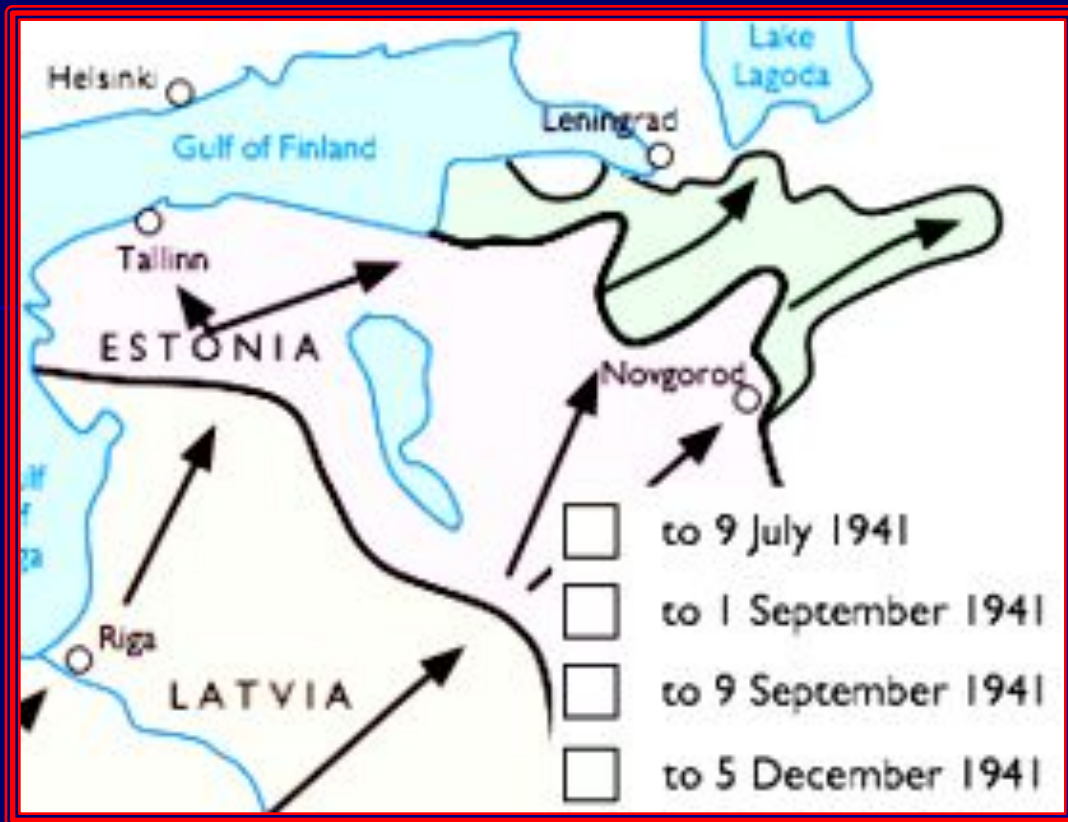 Lake
Lagoda
Helsinki
Leningrad
Gulf of Finland
Tallinn
ESTONIA
Novgorod
Riga
LATVIA
to 9 July 1941
to 1 September 1941
to 9 September 1941
to 5 December 1941